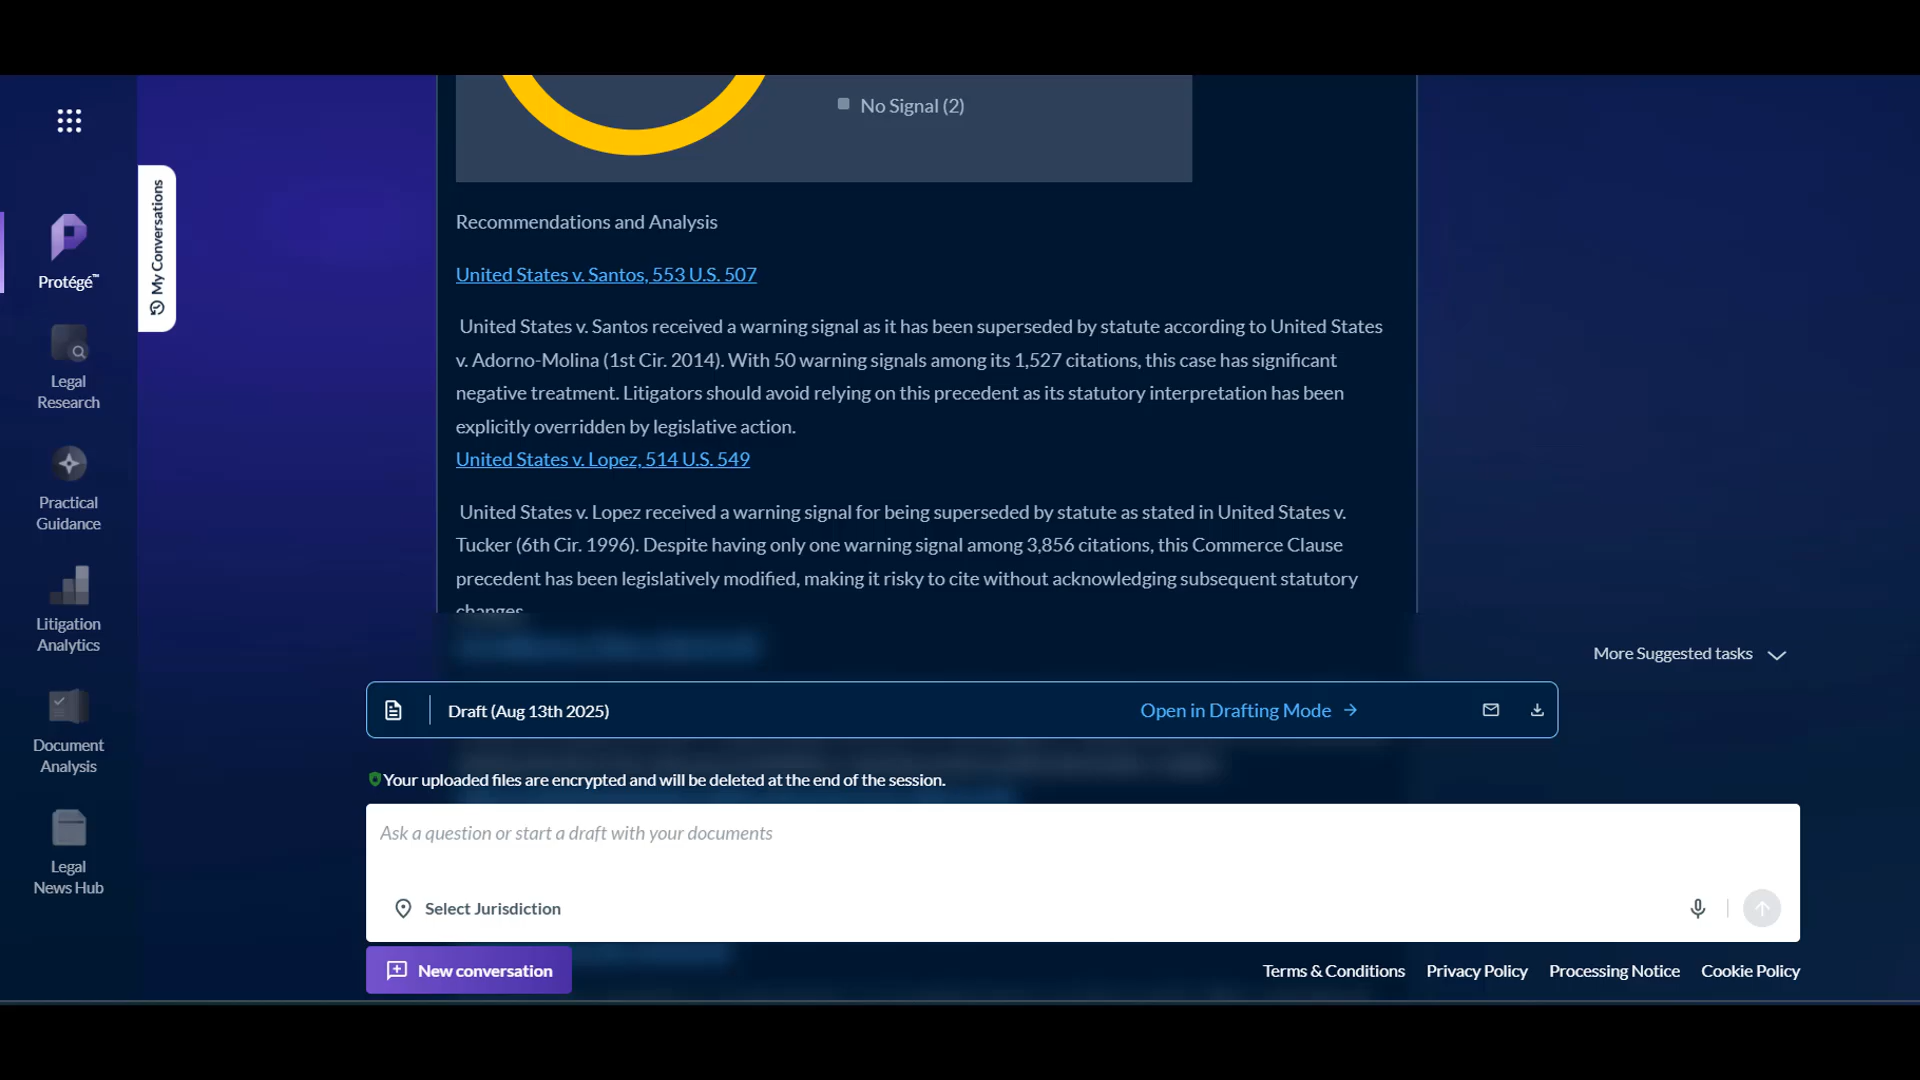 No Signal (2)
Recommendations and Analysis
United States v. Santos, 553 U.S. 507
United States v. Santos received a warning signal as it has been superseded by statute according to United States
v. Adorno-Molina (1st Cir. 2014). With 50 warning signals among its 1,527 citations, this case has significant
negative treatment. Litigators should avoid relying on this precedent as its statutory interpretation has been
explicitly overridden by legislative action.
United States v. Lopez, 514 U.S. 549
United States v. Lopez received a warning signal for being superseded by statute as stated in United States v.
Tucker (6th Cir. 1996). Despite having only one warning signal among 3,856 citations, this Commerce Clause
precedent has been legislatively modified, making it risky to cite without acknowledging subsequent statutory
changes.
My Conversations
Protégé™
Legal
Research
Practical
Guidance
Litigation
Analytics
Document
Analysis
Legal
News Hub
More Suggested tasks
Draft (Aug 13th 2025)
Open in Drafting Mode
Your uploaded files are encrypted and will be deleted at the end of the session.
Ask a question or start a draft with your documents
Select Jurisdiction
New conversation
Terms & Conditions
Privacy Policy
Processing Notice
Cookie Policy